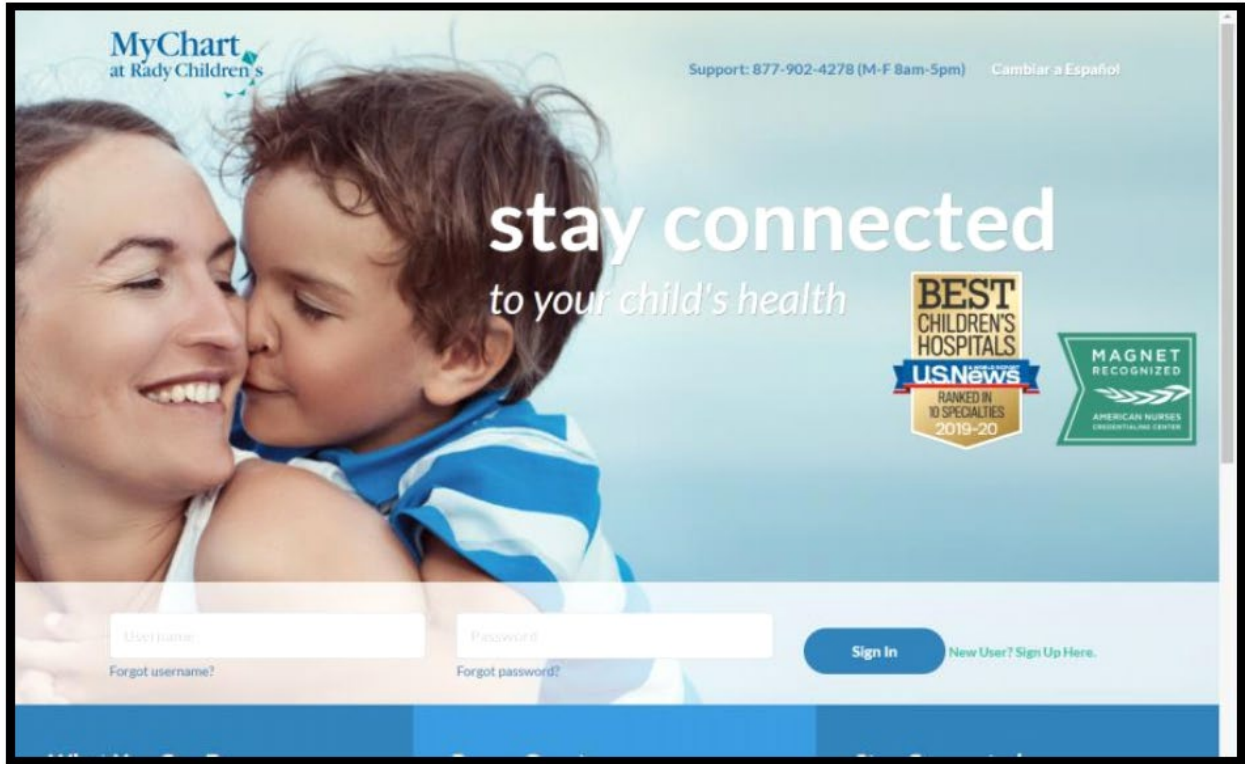 MyChart
at Rady Children's
Support: 877-902-4278 (M-F 8am-5pm)
Cambiar a Español
stay connected
to your child's health
BEST
CHILDREN'S
HOSPITALS
U.S.News
RANKED IN
10 SPECIALTIES
2019-20
MAGNET
RECOGNIZED
AMERICAN NURSES
CREDENTIALING CENTER
Username
Password
Sign In
New User? Sign Up Here.
Forgot username?
Forgot password?